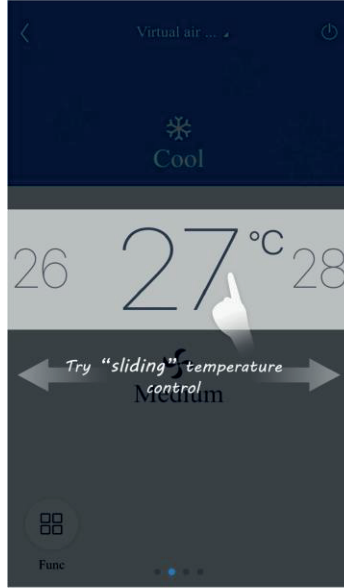 Virtual air ...
Cool
26 27°C 28
Try “sliding” temperature
control
Medium
Func